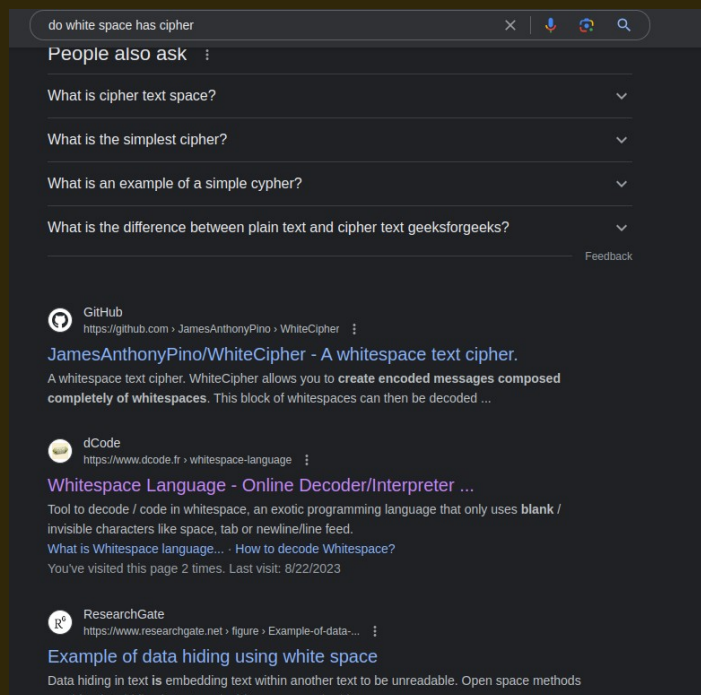 do white space has cipher
People also ask
What is cipher text space?
What is the simplest cipher?
What is an example of a simple cypher?
What is the difference between plain text and cipher text geeksforgeeks?
Feedback
GitHub
https://github.com › JamesAnthonyPino › WhiteCipher
JamesAnthonyPino/WhiteCipher - A whitespace text cipher.
A whitespace text cipher. WhiteCipher allows you to create encoded messages composed
completely of whitespaces. This block of whitespaces can then be decoded ...
dCode
https://www.dcode.fr › whitespace-language
Whitespace Language - Online Decoder/Interpreter ...
Tool to decode / code in whitespace, an exotic programming language that only uses blank /
invisible characters like space, tab or newline/line feed.
What is Whitespace language... · How to decode Whitespace?
You've visited this page 2 times. Last visit: 8/22/2023
RG
ResearchGate
https://www.researchgate.net › figure › Example-of-data-...
Example of data hiding using white space
Data hiding in text is embedding text within another text to be unreadable. Open space methods